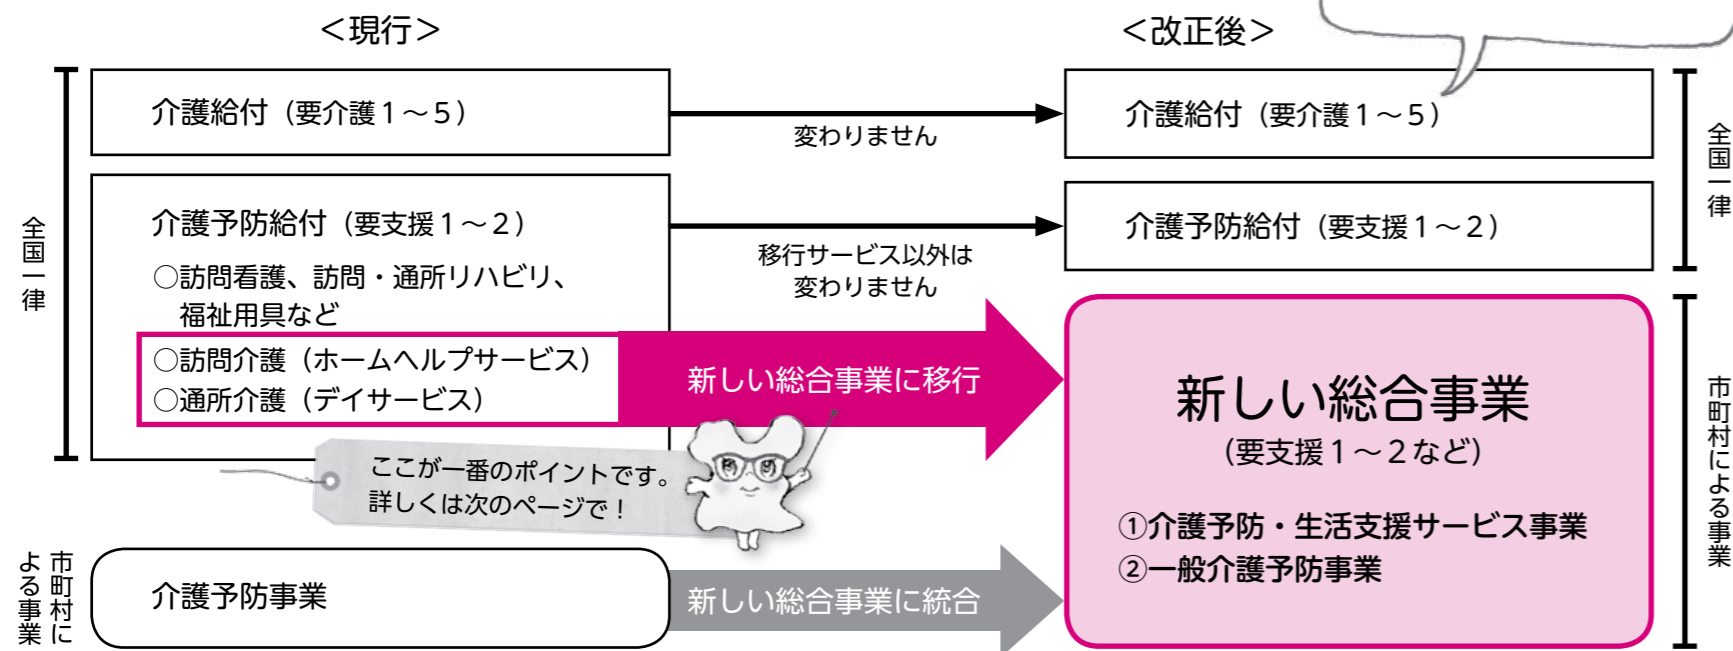 ＜現行＞
＜改正後＞
全国一律
介護給付（要介護１～５）
変わりません
介護給付（要介護１～５）
全国一律
介護予防給付（要支援１～２）
○訪問看護、訪問・通所リハビリ、
福祉用具など
○訪問介護（ホームヘルプサービス）
○通所介護（デイサービス）
移行サービス以外は
変わりません
介護予防給付（要支援１～２）
新しい総合事業に移行
ここが一番のポイントです。
詳しくは次のページで！
市町村に
よる事業
介護予防事業
新しい総合事業に統合
新しい総合事業
（要支援１～２など）
①介護予防・生活支援サービス事業
②一般介護予防事業
市町村による事業